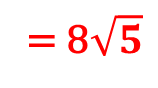 = 8√5